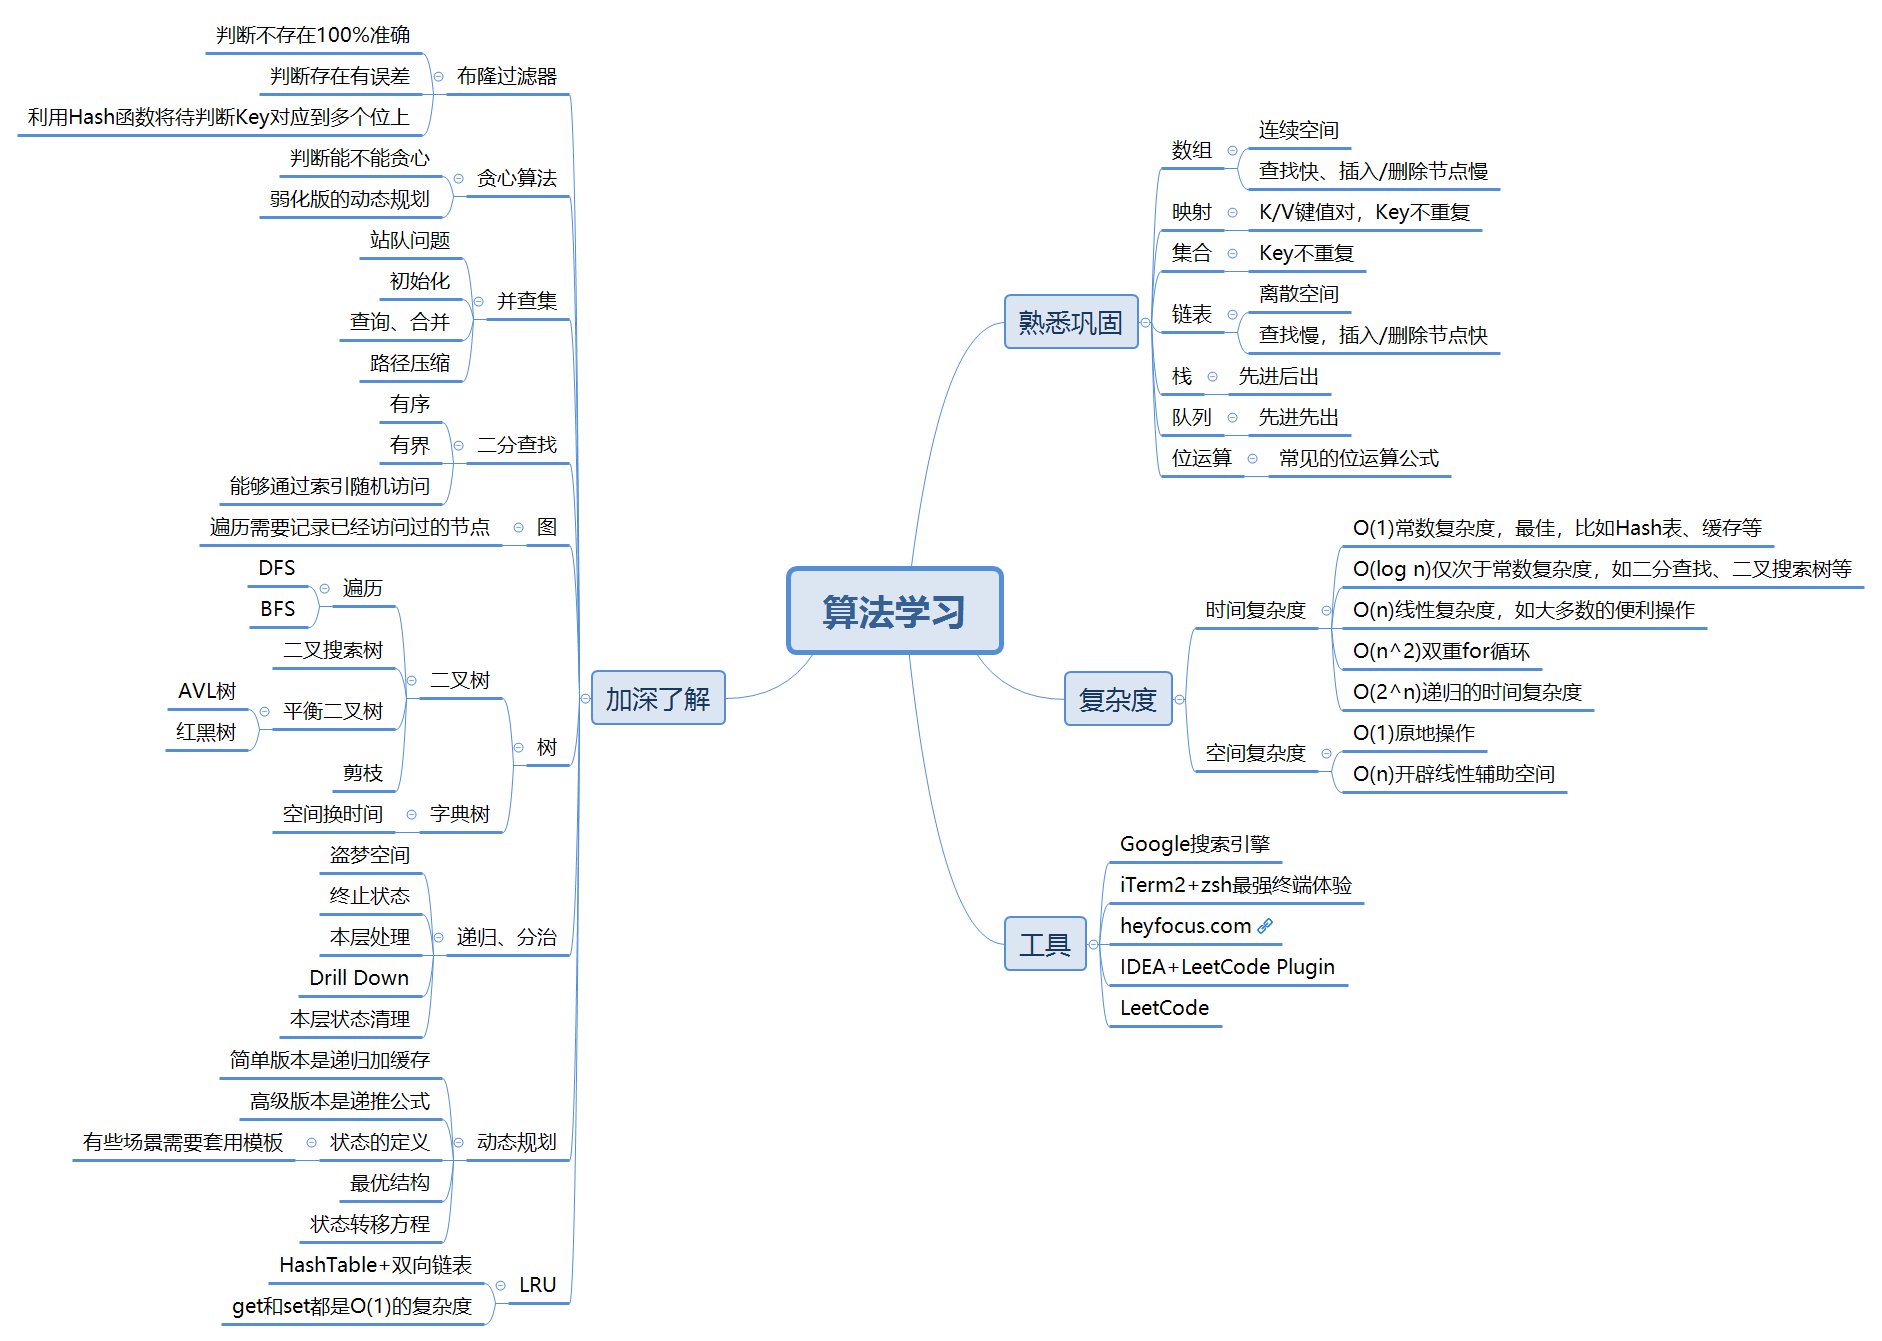 算法学习
熟悉巩固
数组
连续空间
查找快、插入/删除节点慢
映射
K/V键值对，Key不重复
集合
Key不重复
链表
离散空间
查找慢，插入/删除节点快
栈
先进后出
队列
先进先出
位运算
常见的位运算公式
复杂度
时间复杂度
O(1)常数复杂度，最佳，比如Hash表、缓存等
O(log n)仅次于常数复杂度，如二分查找、二叉搜索树等
O(n)线性复杂度，如大多数的便利操作
O(n^2)双重for循环
O(2^n)递归的时间复杂度
空间复杂度
O(1)原地操作
O(n)开辟线性辅助空间
工具
Google搜索引擎
iTerm2+zsh最强终端体验
heyfocus.com
IDEA+LeetCode Plugin
LeetCode
加深了解
布隆过滤器
判断不存在100%准确
判断存在有误差
利用Hash函数将待判断Key对应到多个位上
贪心算法
判断能不能贪心
弱化版的动态规划
并查集
站队问题
初始化
查询、合并
路径压缩
二分查找
有序
有界
能够通过索引随机访问
图
遍历需要记录已经访问过的节点
树
二叉树
遍历
DFS
BFS
二叉搜索树
平衡二叉树
AVL树
红黑树
剪枝
字典树
空间换时间
递归、分治
盗梦空间
终止状态
本层处理
Drill Down
本层状态清理
动态规划
简单版本是递归加缓存
高级版本是递推公式
状态的定义
有些场景需要套用模板
最优结构
状态转移方程
LRU
HashTable+双向链表
get和set都是O(1)的复杂度